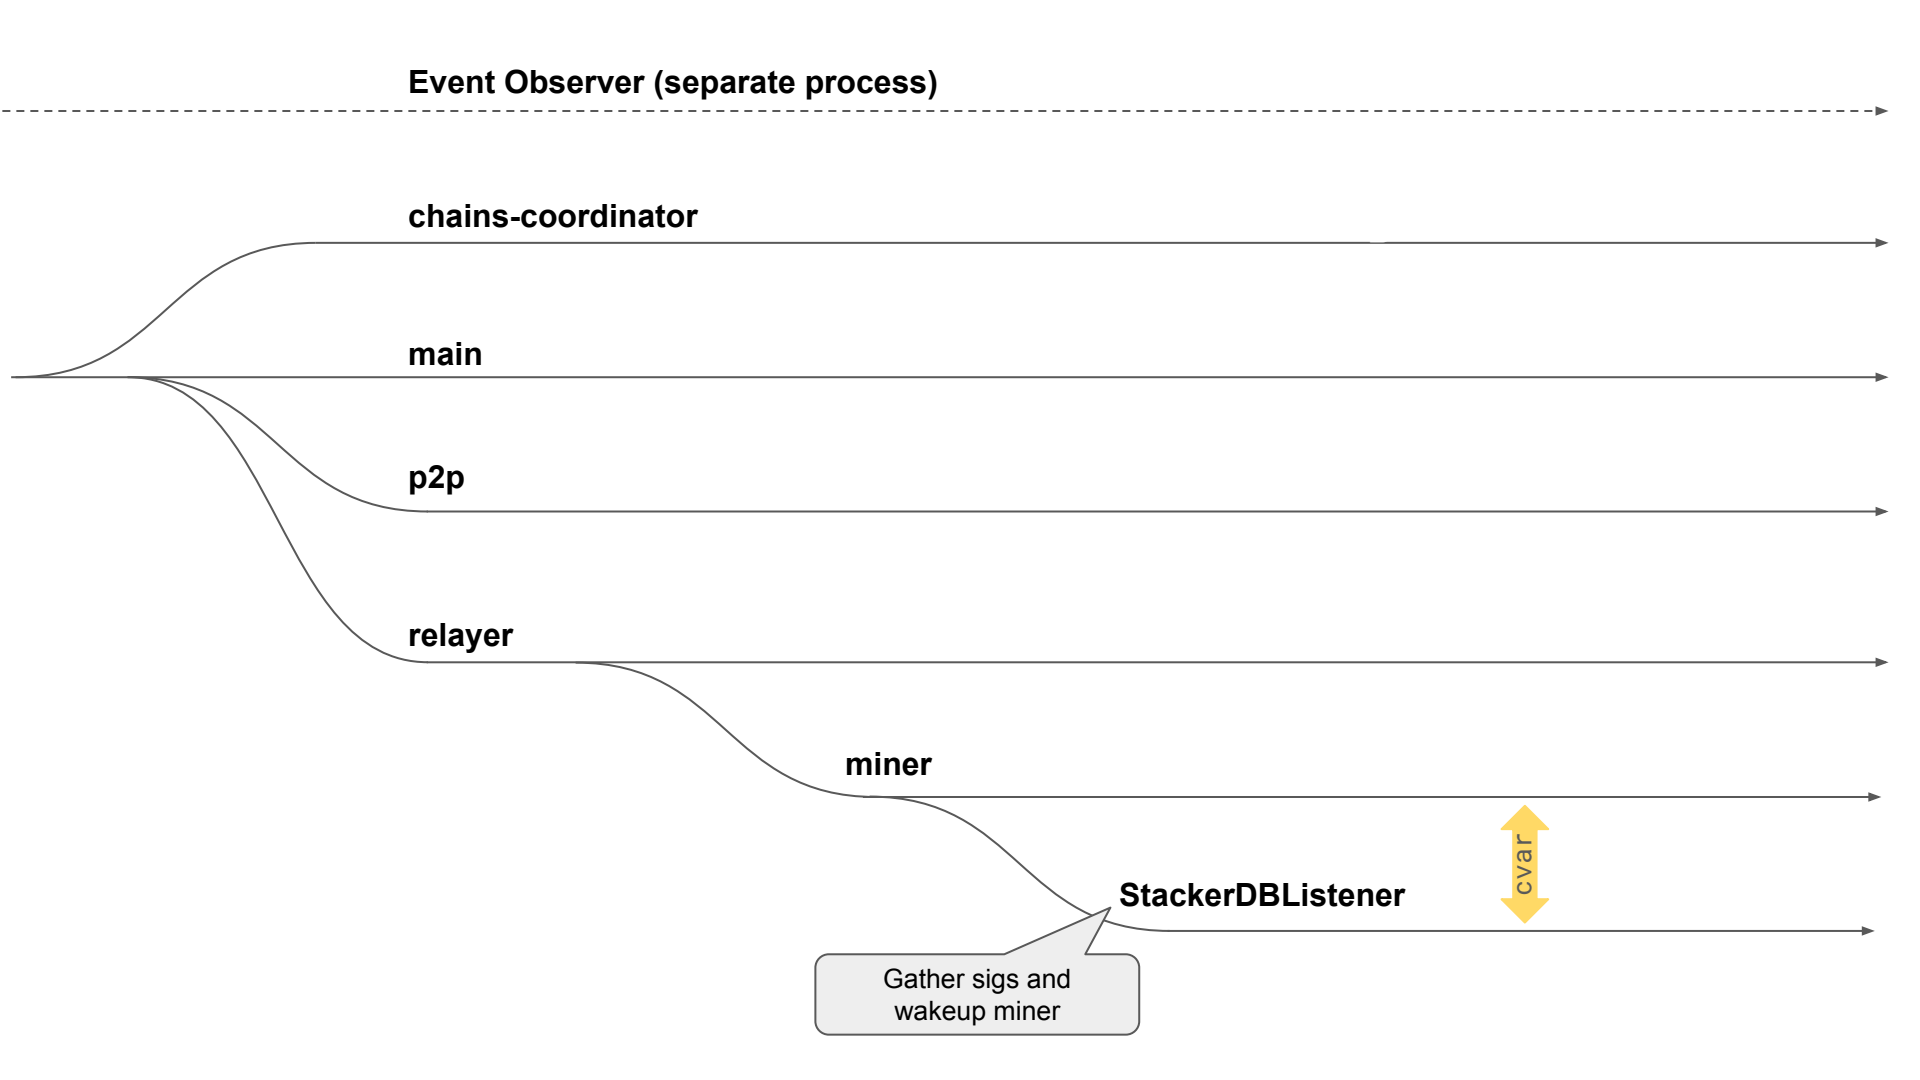 Event Observer (separate process)
chains-coordinator
main
p2p
relayer
miner
cvar
StackerDBListener
Gather sigs and
wakeup miner